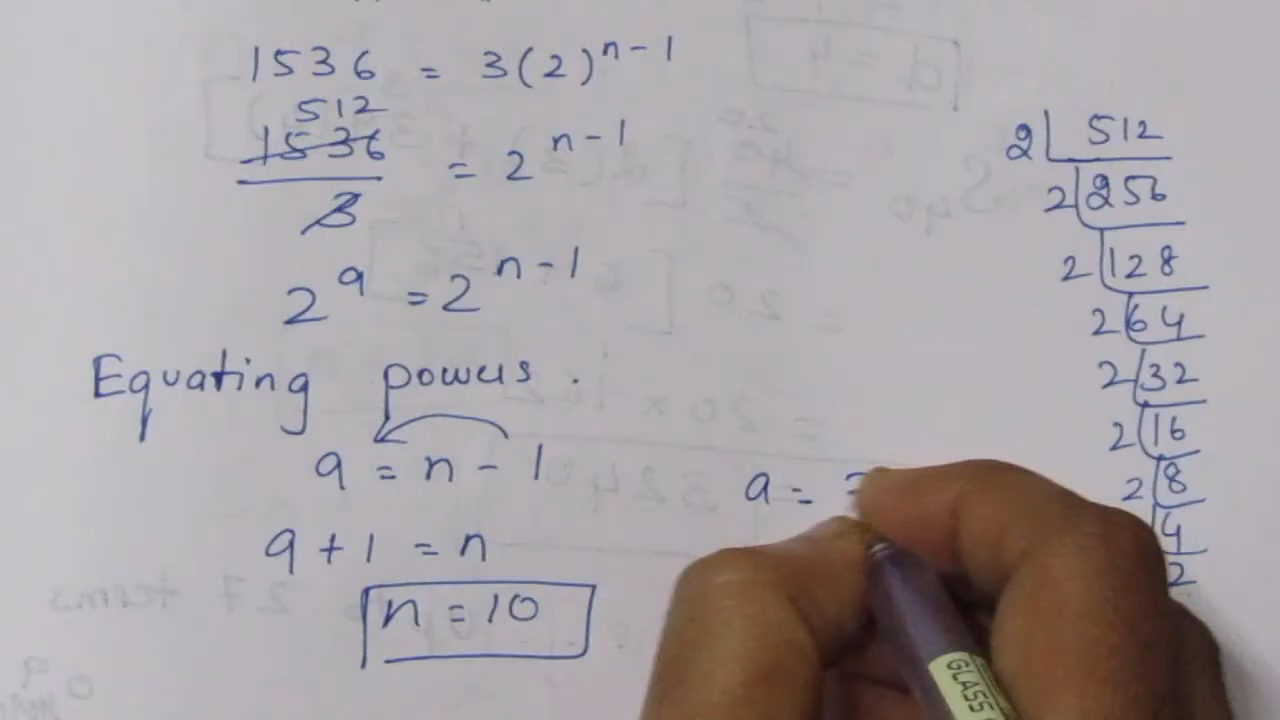 1536 = 3(2)^{n-1}
512
1536 = 2^{n-1}
3
2^9 = 2^{n-1}
Equating powers.
9 = n - 1
9 + 1 = n
n = 10
a =
2 | 512
2 | 256
2 | 128
2 | 64
2 | 32
2 | 16
2 | 8
4
2
GLASS